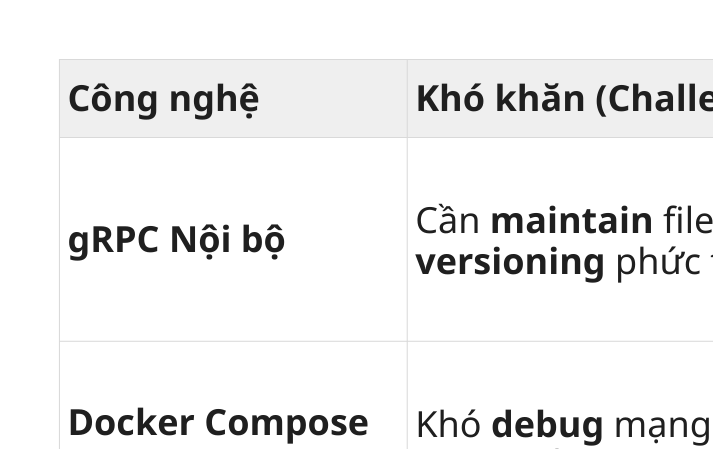 Công nghệ
Khó khăn (Challe
gRPC Nội bộ
Cần maintain file
versioning phức
Docker Compose
Khó debug mạng